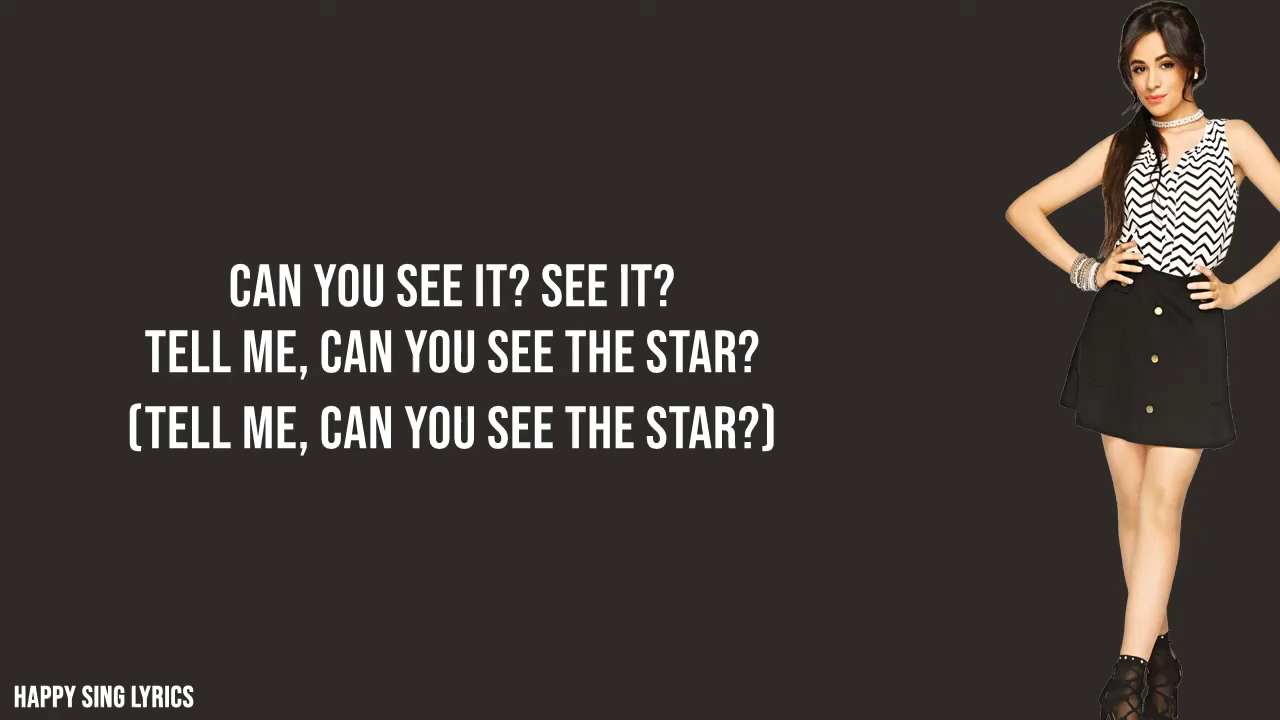 CAN YOU SEE IT? SEE IT?
TELL ME, CAN YOU SEE THE STAR?
(TELL ME, CAN YOU SEE THE STAR?)
HAPPY SING LYRICS